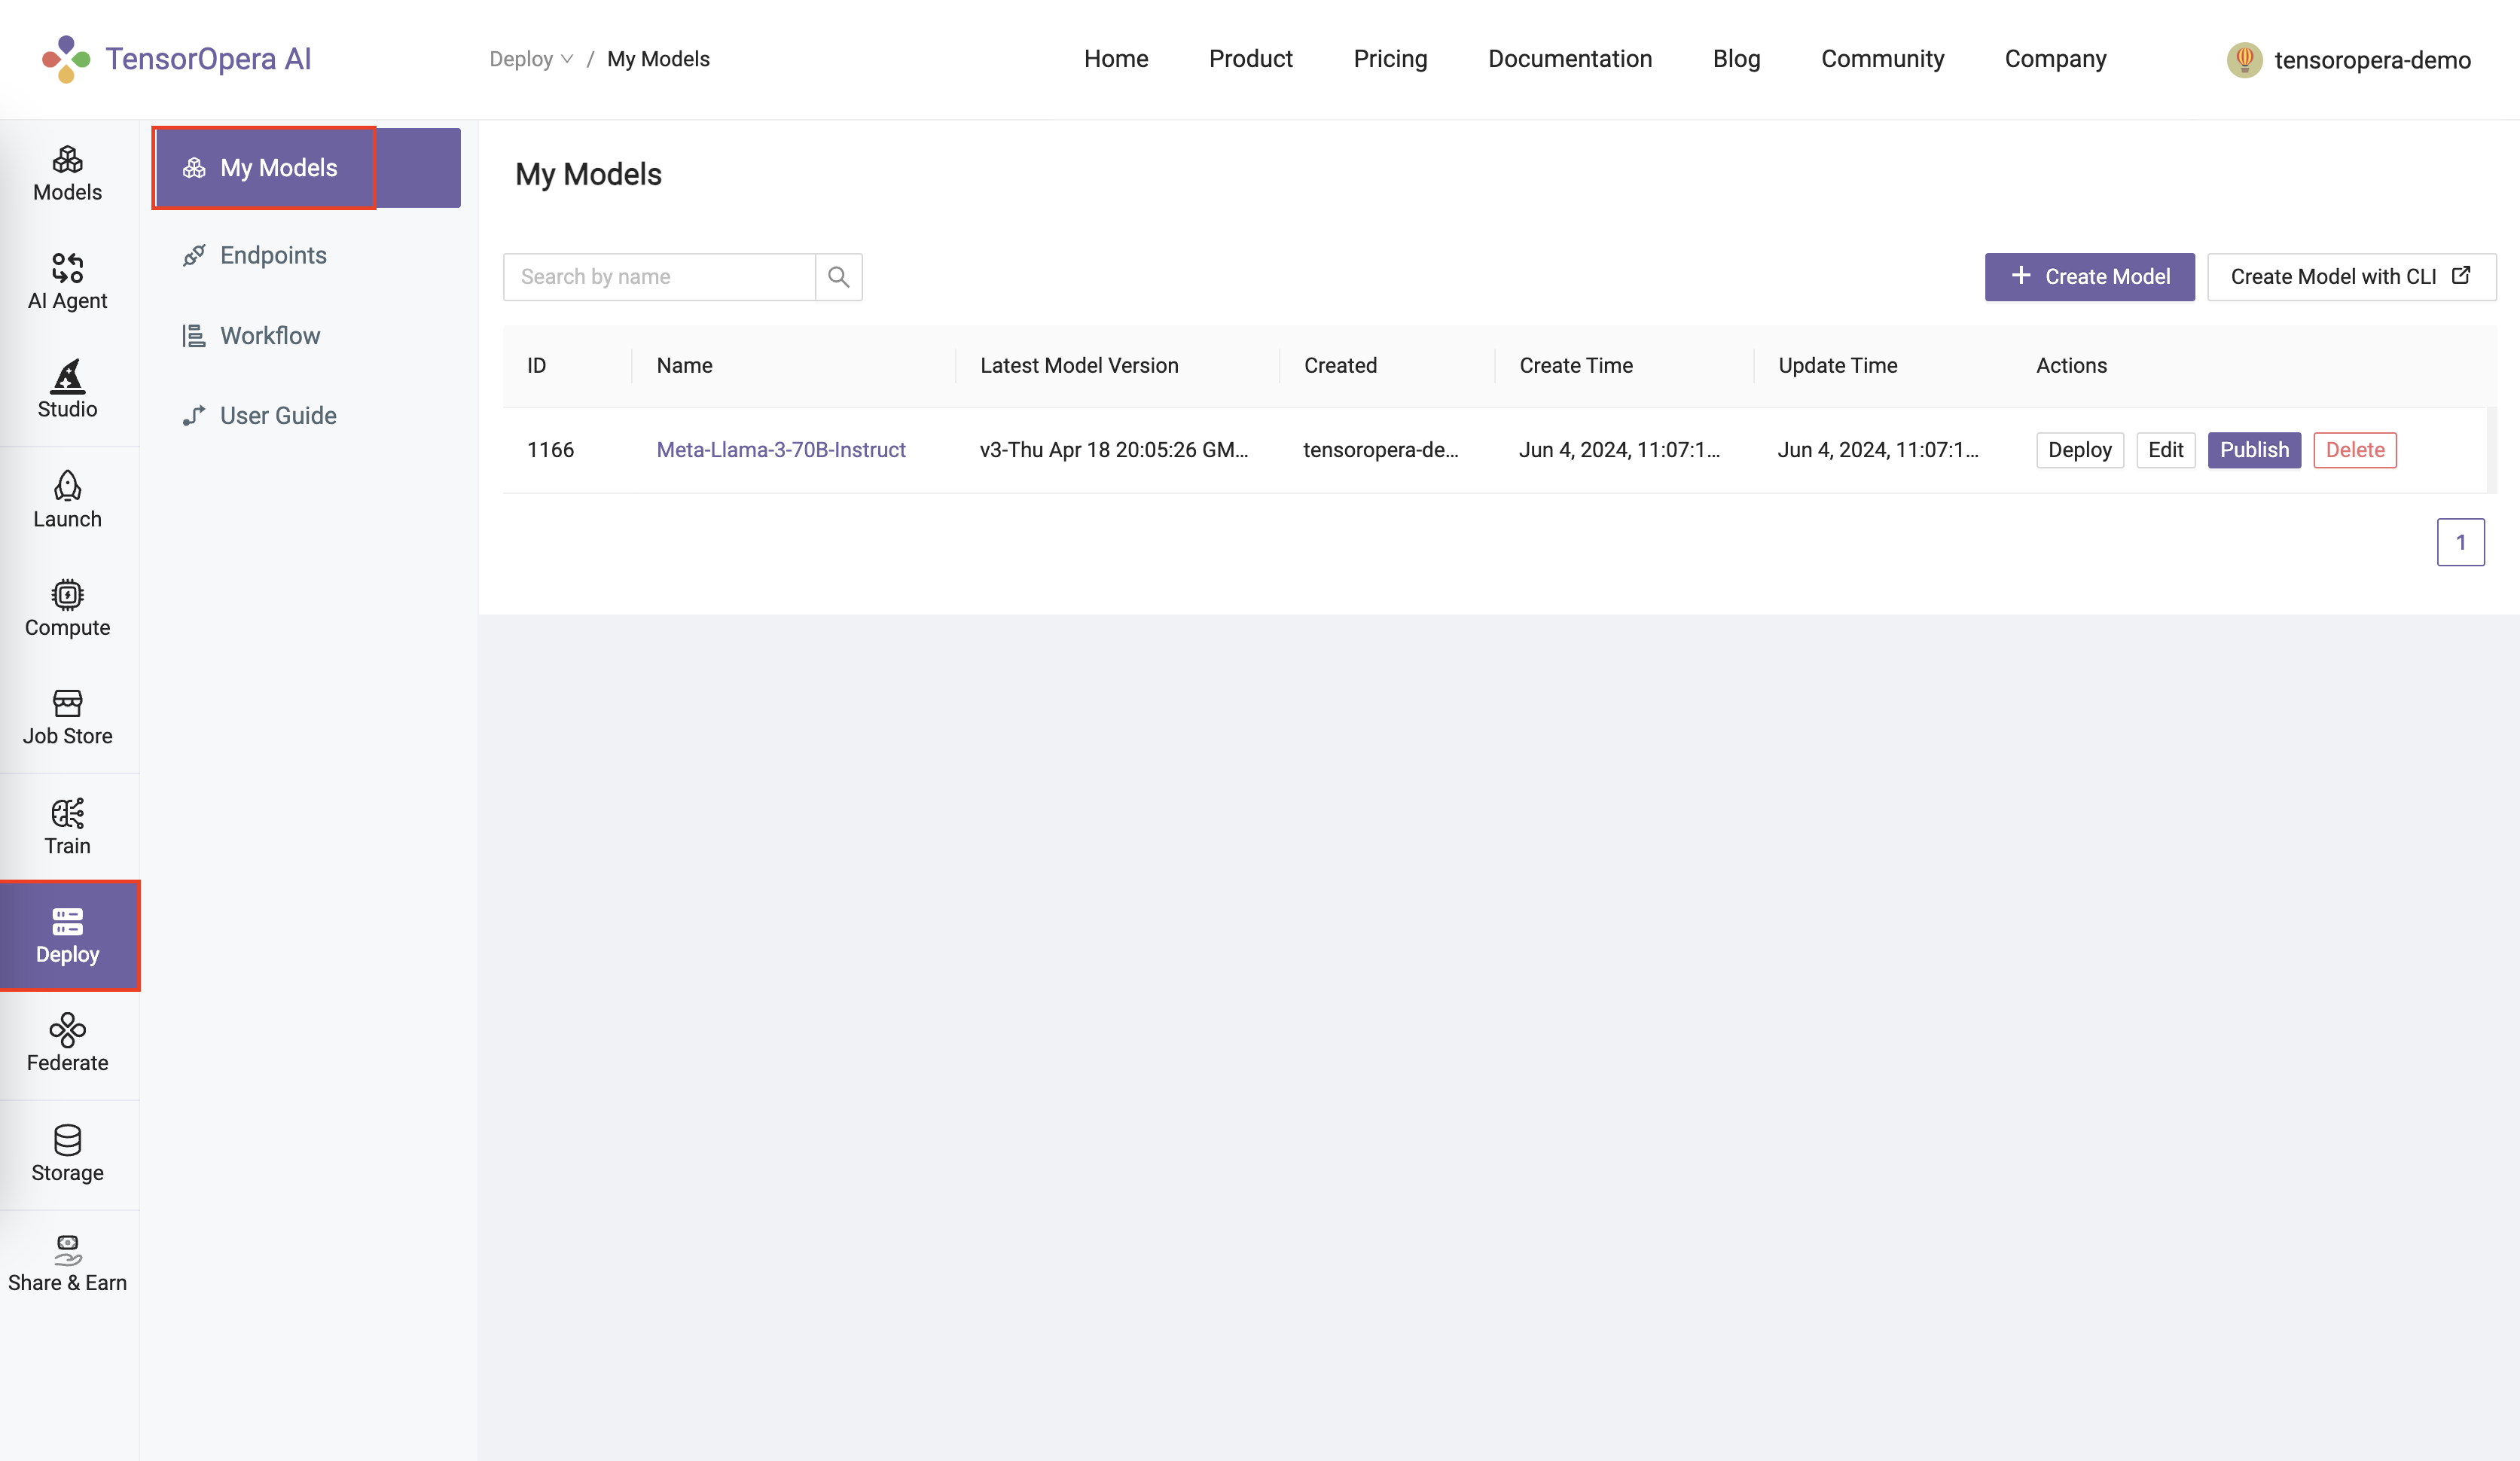 TensorOpera AI
Deploy / My Models
Home Product Pricing Documentation Blog Community Company
tensoropera-demo
Models
AI Agent
Studio
Launch
Compute
Job Store
Train
Deploy
Federate
Storage
Share & Earn
My Models
Endpoints
Workflow
User Guide
My Models
Search by name
+ Create Model
Create Model with CLI
ID Name Latest Model Version Created Create Time Update Time Actions
1166 Meta-Llama-3-70B-Instruct v3-Thu Apr 18 20:05:26 GM... tensoropera-de... Jun 4, 2024, 11:07:1... Jun 4, 2024, 11:07:1... Deploy Edit Publish Delete
1